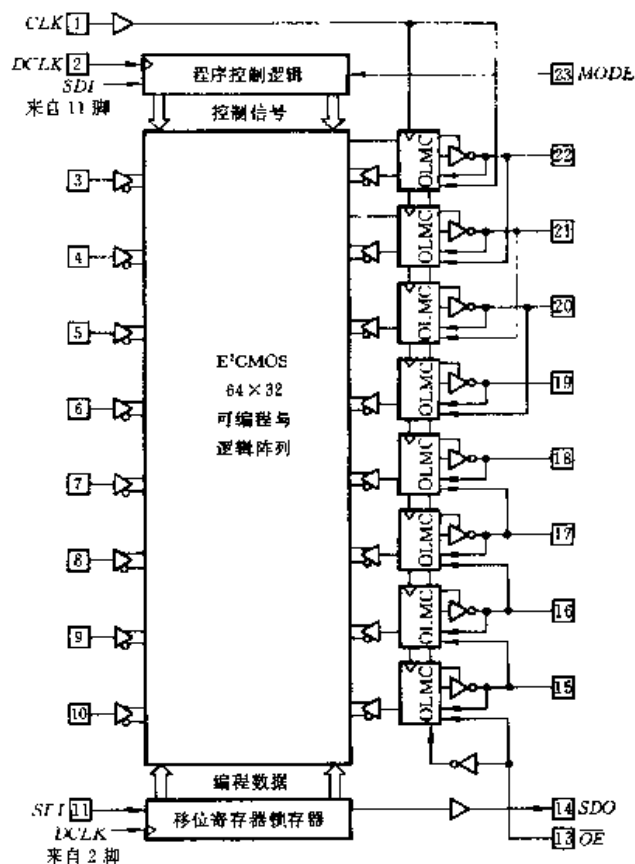 CLK 1
DCLK 2
SDI
来自 11 脚
程序控制逻辑
23 MODE
控制信号
3
4
5
6
7
8
9
10
E²CMOS
64×32
可编程与
逻辑阵列
OLMC
OLMC
OLMC
OLMC
OLMC
OLMC
OLMC
OLMC
22
21
20
19
18
17
16
15
编程数据
移位寄存器锁存器
11
DCLK
来自 2 脚
14 SDO
13 OE